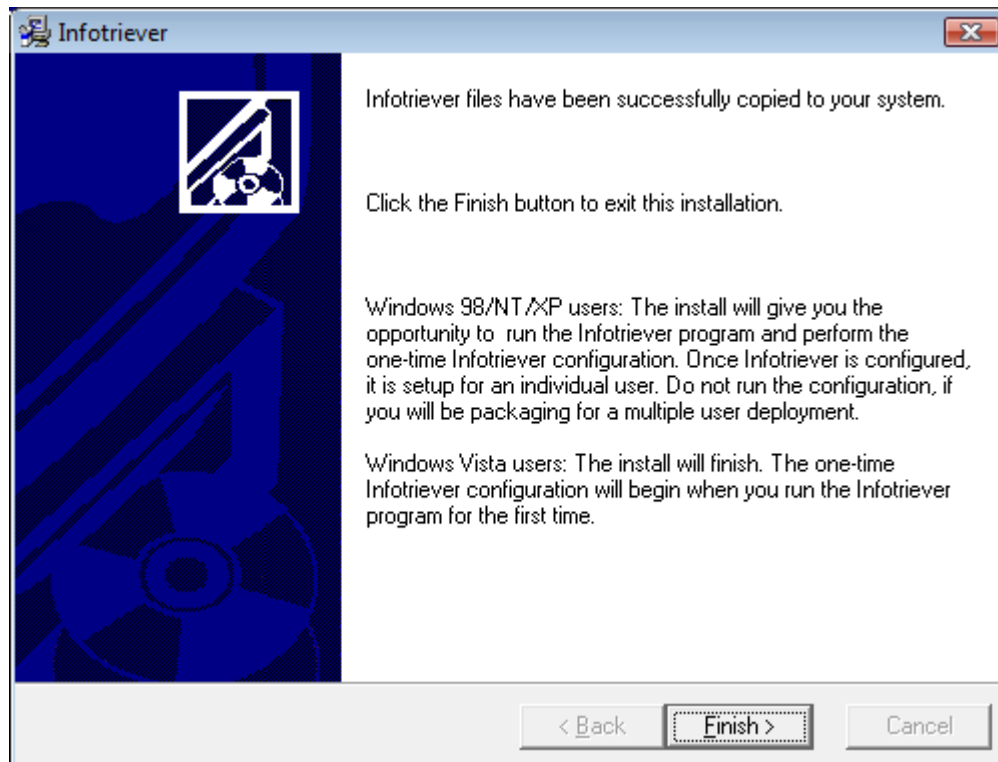 Infotriever
Infotriever files have been successfully copied to your system.
Click the Finish button to exit this installation.
Windows 98/NT/XP users: The install will give you the
opportunity to  run the Infotriever program and perform the
one-time Infotriever configuration. Once Infotriever is configured,
it is setup for an individual user. Do not run the configuration, if
you will be packaging for a multiple user deployment.
Windows Vista users: The install will finish. The one-time
Infotriever configuration will begin when you run the Infotriever
program for the first time.
< Back
Finish >
Cancel